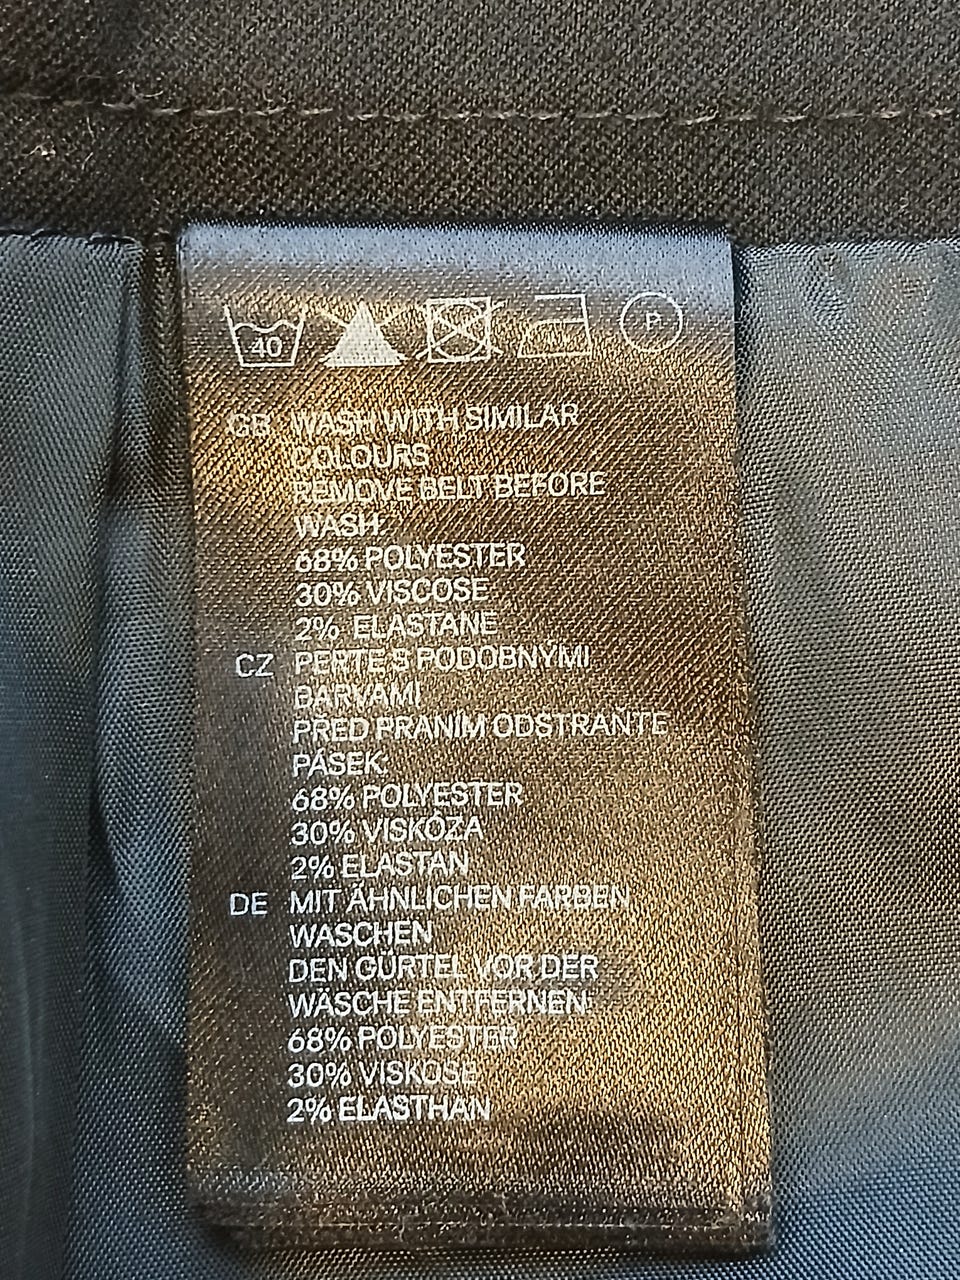 40 P
GB WASH WITH SIMILAR
COLOURS
REMOVE BELT BEFORE
WASH
68% POLYESTER
30% VISCOSE
2% ELASTANE
CZ PERTE S PODOBNÝMI
BARVAMI
PŘED PRANÍM ODSTRAŇTE
PÁSEK
68% POLYESTER
30% VISKÓZA
2% ELASTAN
DE MIT ÄHNLICHEN FARBEN
WASCHEN
DEN GÜRTEL VOR DER
WÄSCHE ENTFERNEN
68% POLYESTER
30% VISKOSE
2% ELASTHAN